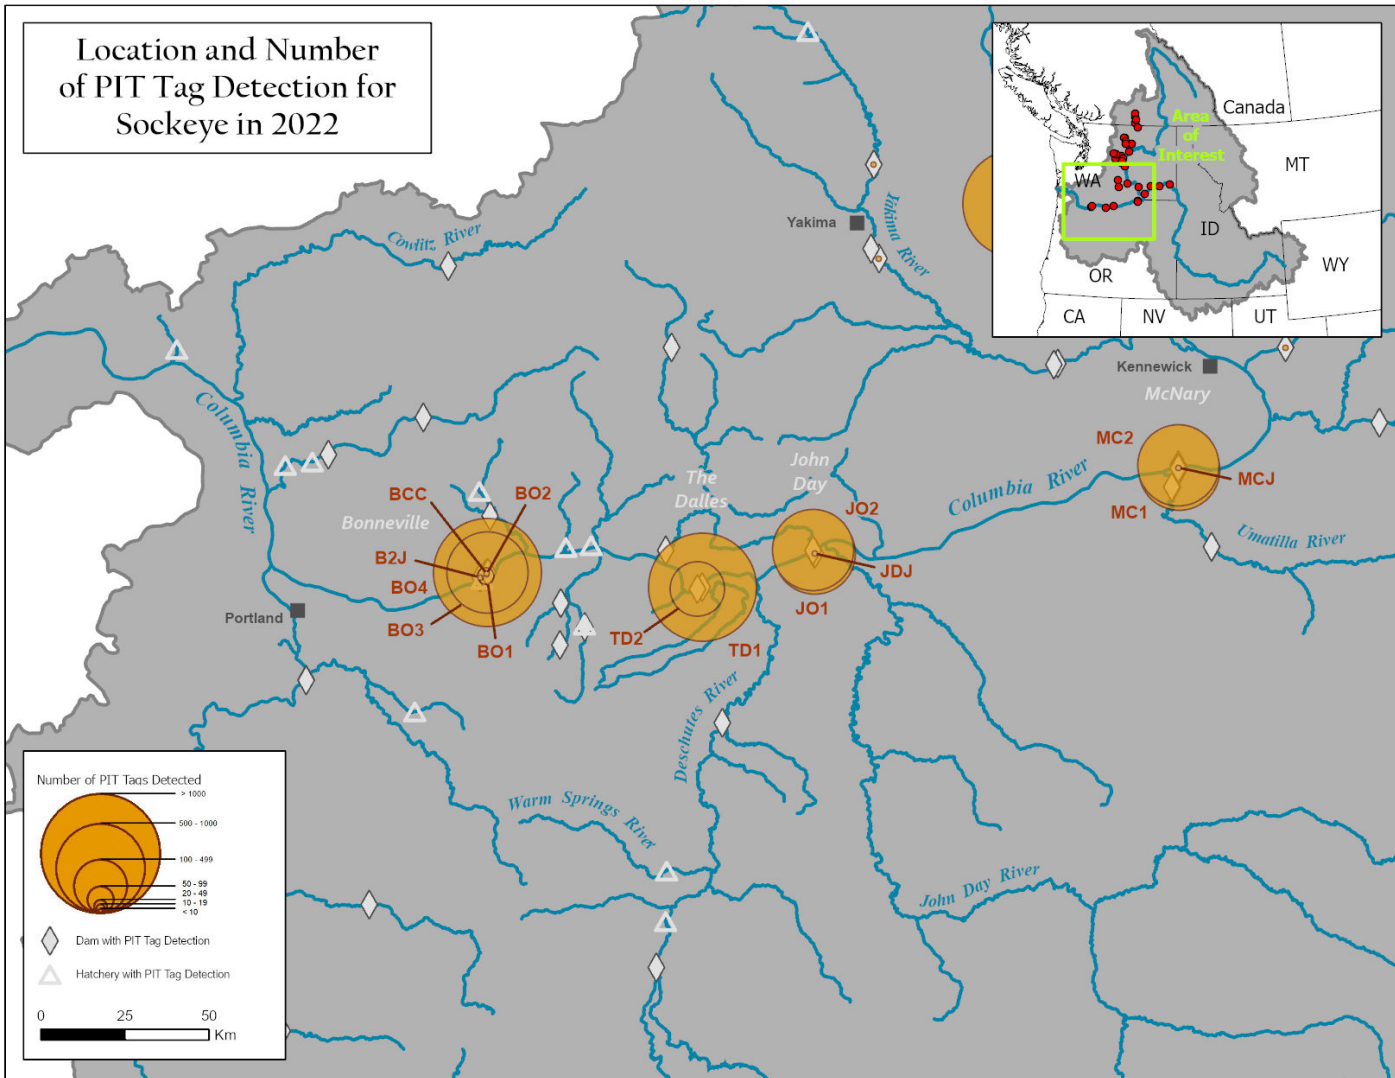 Location and Number
of PIT Tag Detection for
Sockeye in 2022
Canada
Area
of
Interest
WA
MT
ID
OR
WY
CA
NV
UT
Yakima
Yakima River
Cowlitz River
Kennewick
McNary
Columbia
River
MC2
MCJ
MC1
John
Day
The
Dalles
Columbia River
Bonneville
BCC
BO2
JO2
B2J
BO4
JDJ
BO3
BO1
JO1
TD2
TD1
Umatilla River
Portland
Deschutes River
Warm Springs
River
John Day River
Number of PIT Tags Detected
> 1000
500 - 1000
100 - 499
50 - 99
20 - 49
10 - 19
< 10
Dam with PIT Tag Detection
Hatchery with PIT Tag Detection
0 25 50
Km